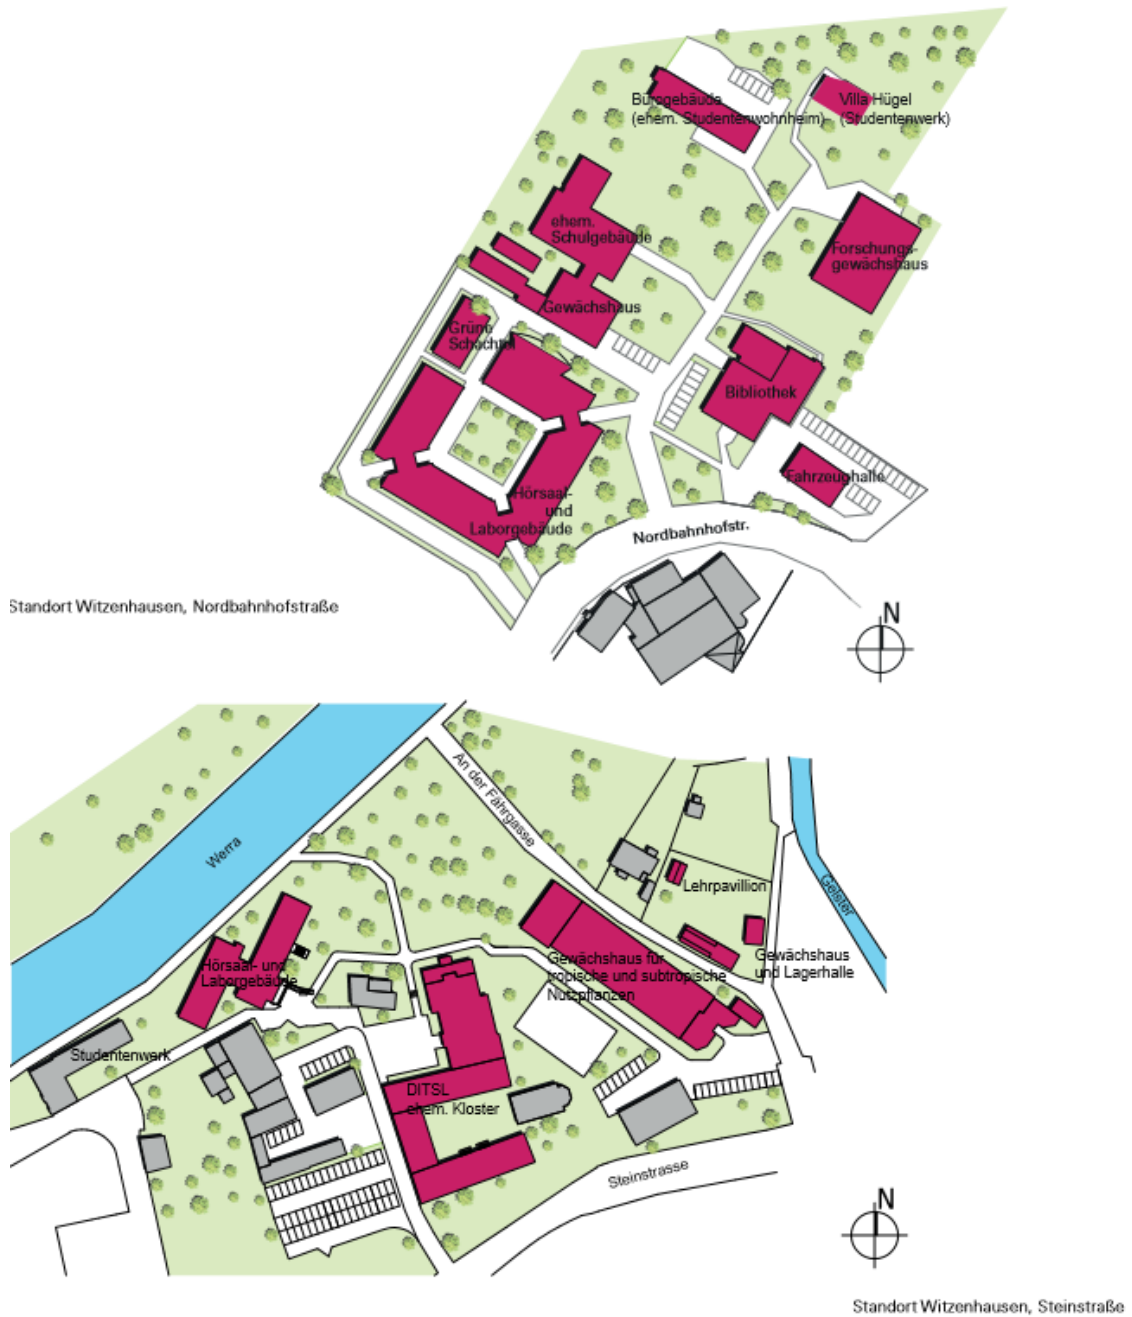 Bürogebäude
(ehem. Studentenwohnheim)
Villa Hügel
(Studentenwerk)
ehem.
Schulgebäude
Forschungs-
gewächshaus
Gewächshaus
Grüne
Schachtel
Bibliothek
Fahrzeughalle
Hörsaal-
und
Laborgebäude
Nordbahnhofstr.
Standort Witzenhausen, Nordbahnhofstraße
N
An der Fährgasse
Werra
Lehrpavillion
Geister
Gewächshaus
und Lagerhalle
Gewächshaus für
tropische und subtropische
Nutzpflanzen
Hörsaal- und
Laborgebäude
Studentenwerk
DITSL
ehem. Kloster
Steinstrasse
N
Standort Witzenhausen, Steinstraße